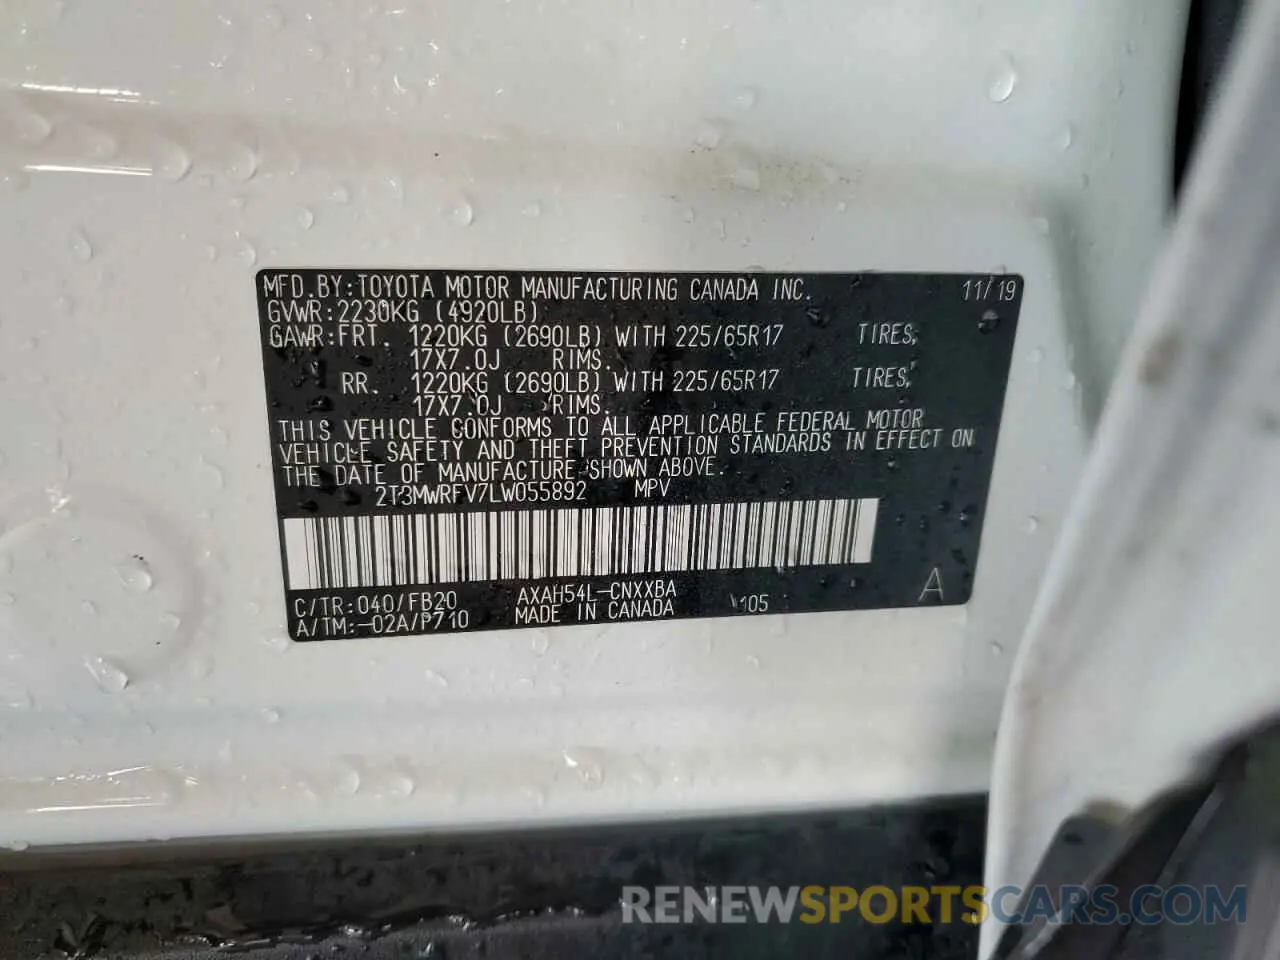 MFD.BY:TOYOTA MOTOR MANUFACTURING CANADA INC. 11/19
GVWR:2230KG (4920LB)
GAWR:FRT. 1220KG (2690LB) WITH 225/65R17 TIRES,
17X7.0J RIMS.
RR. 1220KG (2690LB) WITH 225/65R17 TIRES,
17X7.0J RIMS.
THIS VEHICLE CONFORMS TO ALL APPLICABLE FEDERAL MOTOR
VEHICLE SAFETY AND THEFT PREVENTION STANDARDS IN EFFECT ON
THE DATE OF MANUFACTURE SHOWN ABOVE.
2T3MWRFV7LW055892 MPV
C/TR:040/FB20 AXAH54L-CNXXBA
A/TM:-02A/P710 MADE IN CANADA 105 A
RENEWSPORTSCARS.COM